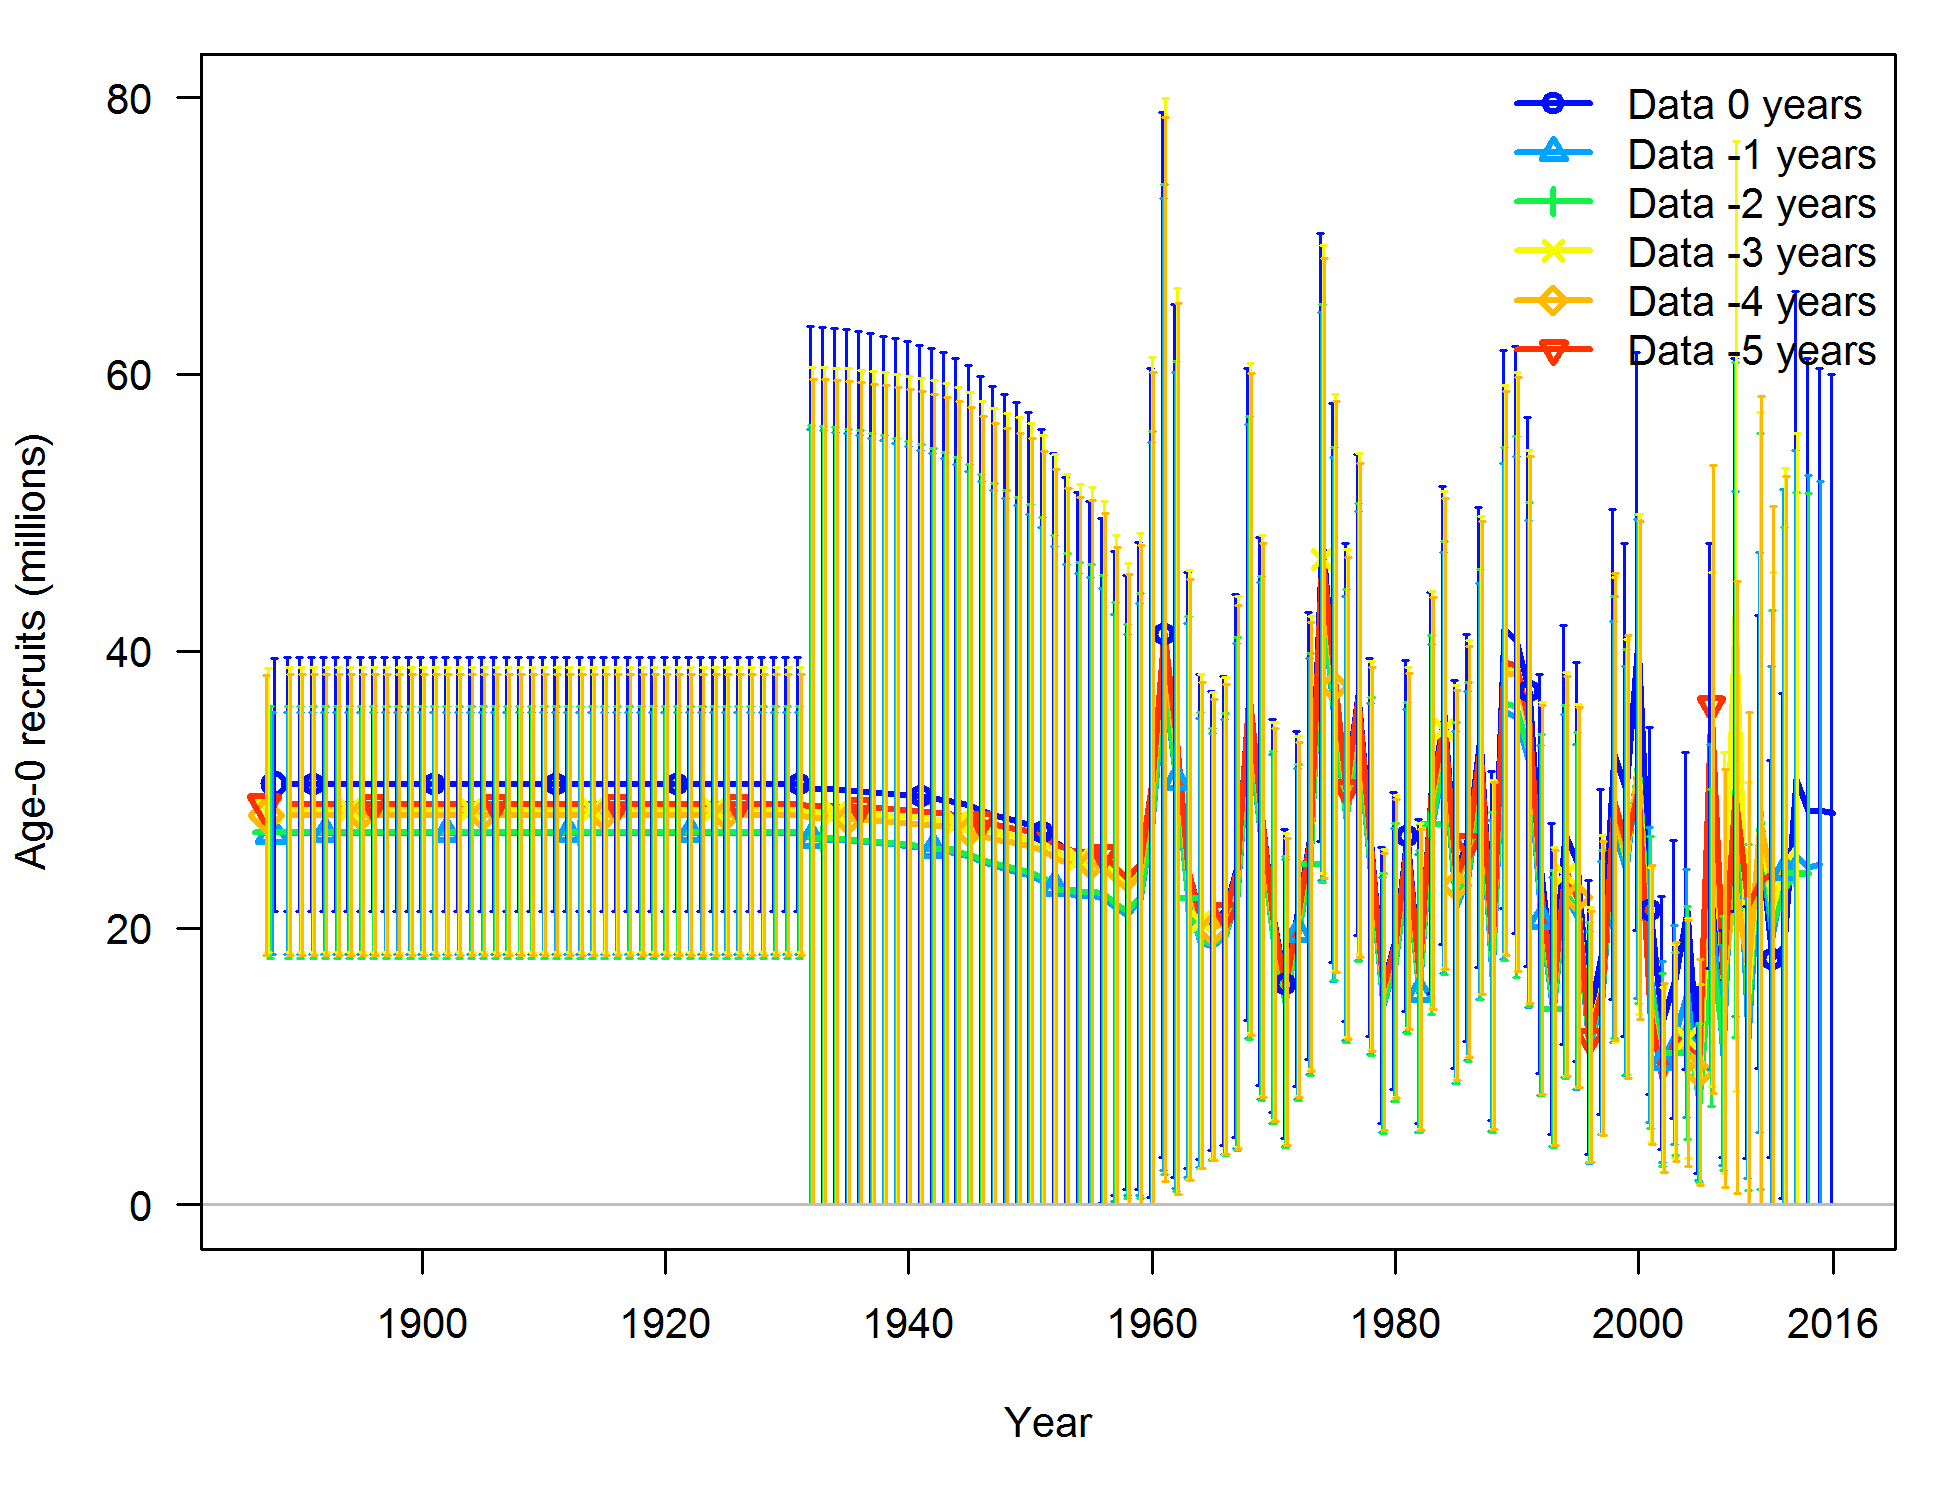 80
60
40
20
0
Age-0 recruits (millions)
Data 0 years
Data -1 years
Data -2 years
Data -3 years
Data -4 years
Data -5 years
1900
1920
1940
1960
1980
2000
2016
Year